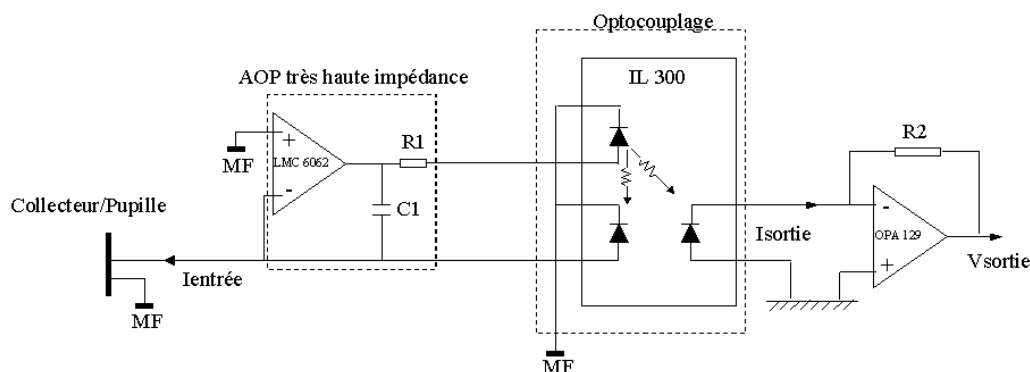 Optocouplage
AOP très haute impédance
IL 300
R1
R2
+
MF
LMC 6062
-
Collecteur/Pupille
C1
-
Isortie
OPA 129
+
Vsortie
Ientrée
MF
MF